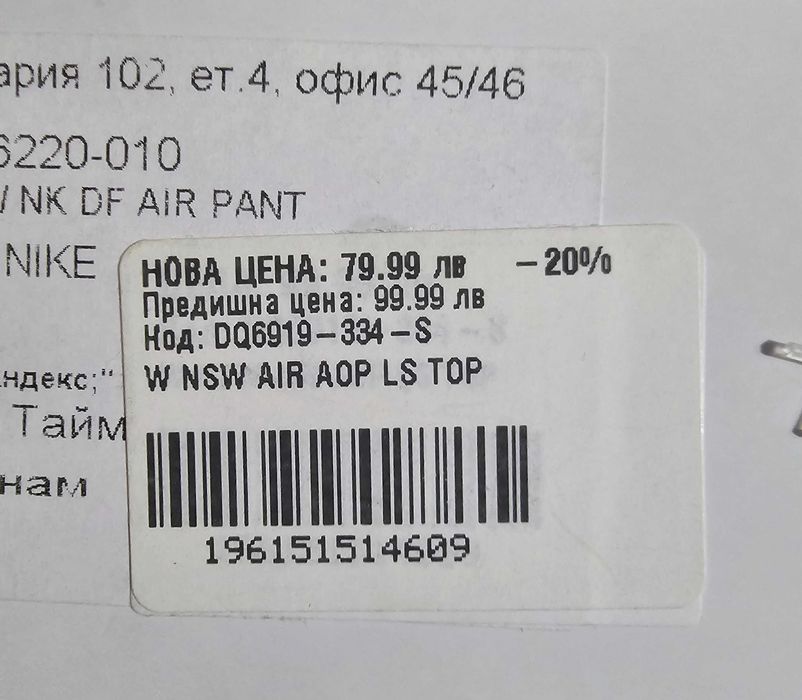 ария 102, ет.4, офис 45/46
6220-010
NK DF AIR PANT
NIKE
НОВА ЦЕНА: 79.99 лв -20%
Предишна цена: 99.99 лв
Код: DQ6919-334-S
ндекс;"
W NSW AIR AOP LS TOP
Тайм
нам
196151514609